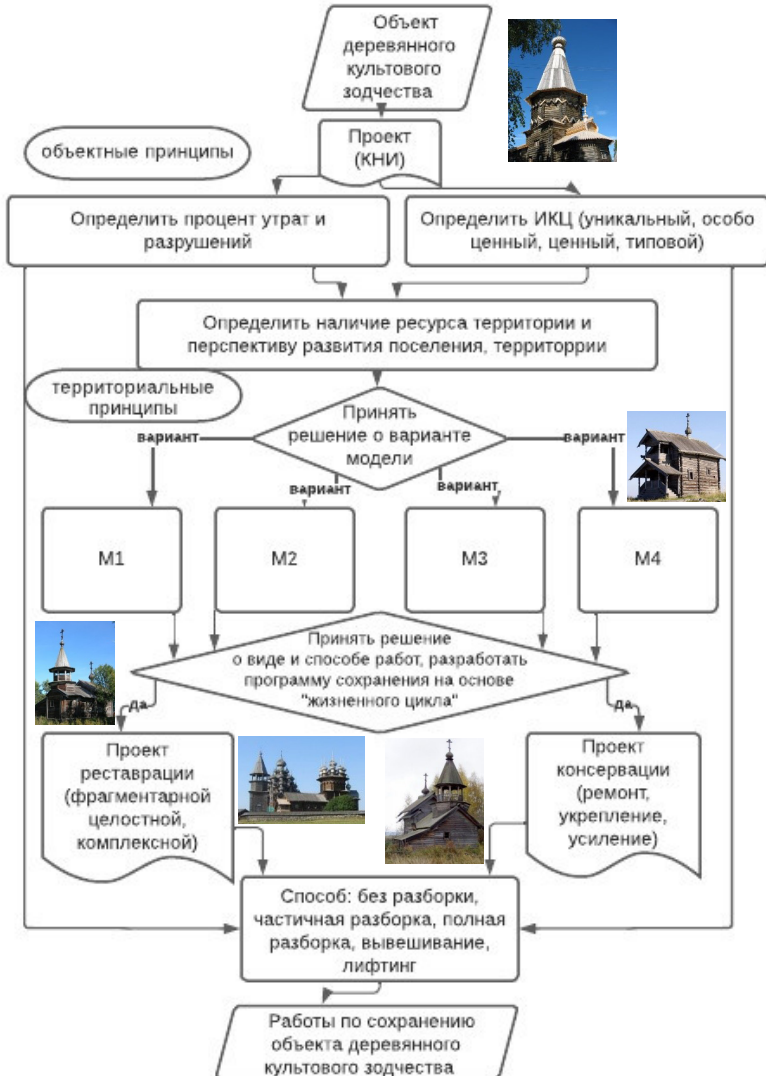 Объект
деревянного
культового
зодчества
Проект
(КНИ)
объектные принципы
Определить процент утрат и
разрушений
Определить ИКЦ (уникальный, особо
ценный, ценный, типовой)
Определить наличие ресурса территории и
перспективу развития поселения, территоррии
территориальные
принципы
Принять
решение о варианте
модели
вариант
вариант
вариант
вариант
М1
М2
М3
М4
Принять решение
о виде и способе работ, разработать
программу сохранения на основе
"жизненного цикла"
да
да
Проект
реставрации
(фрагментарной
целостной,
комплексной)
Проект
консервации
(ремонт,
укрепление,
усиление)
Способ: без разборки,
частичная разборка, полная
разборка, вывешивание,
лифтинг
Работы по сохранению
объекта деревянного
культового зодчества